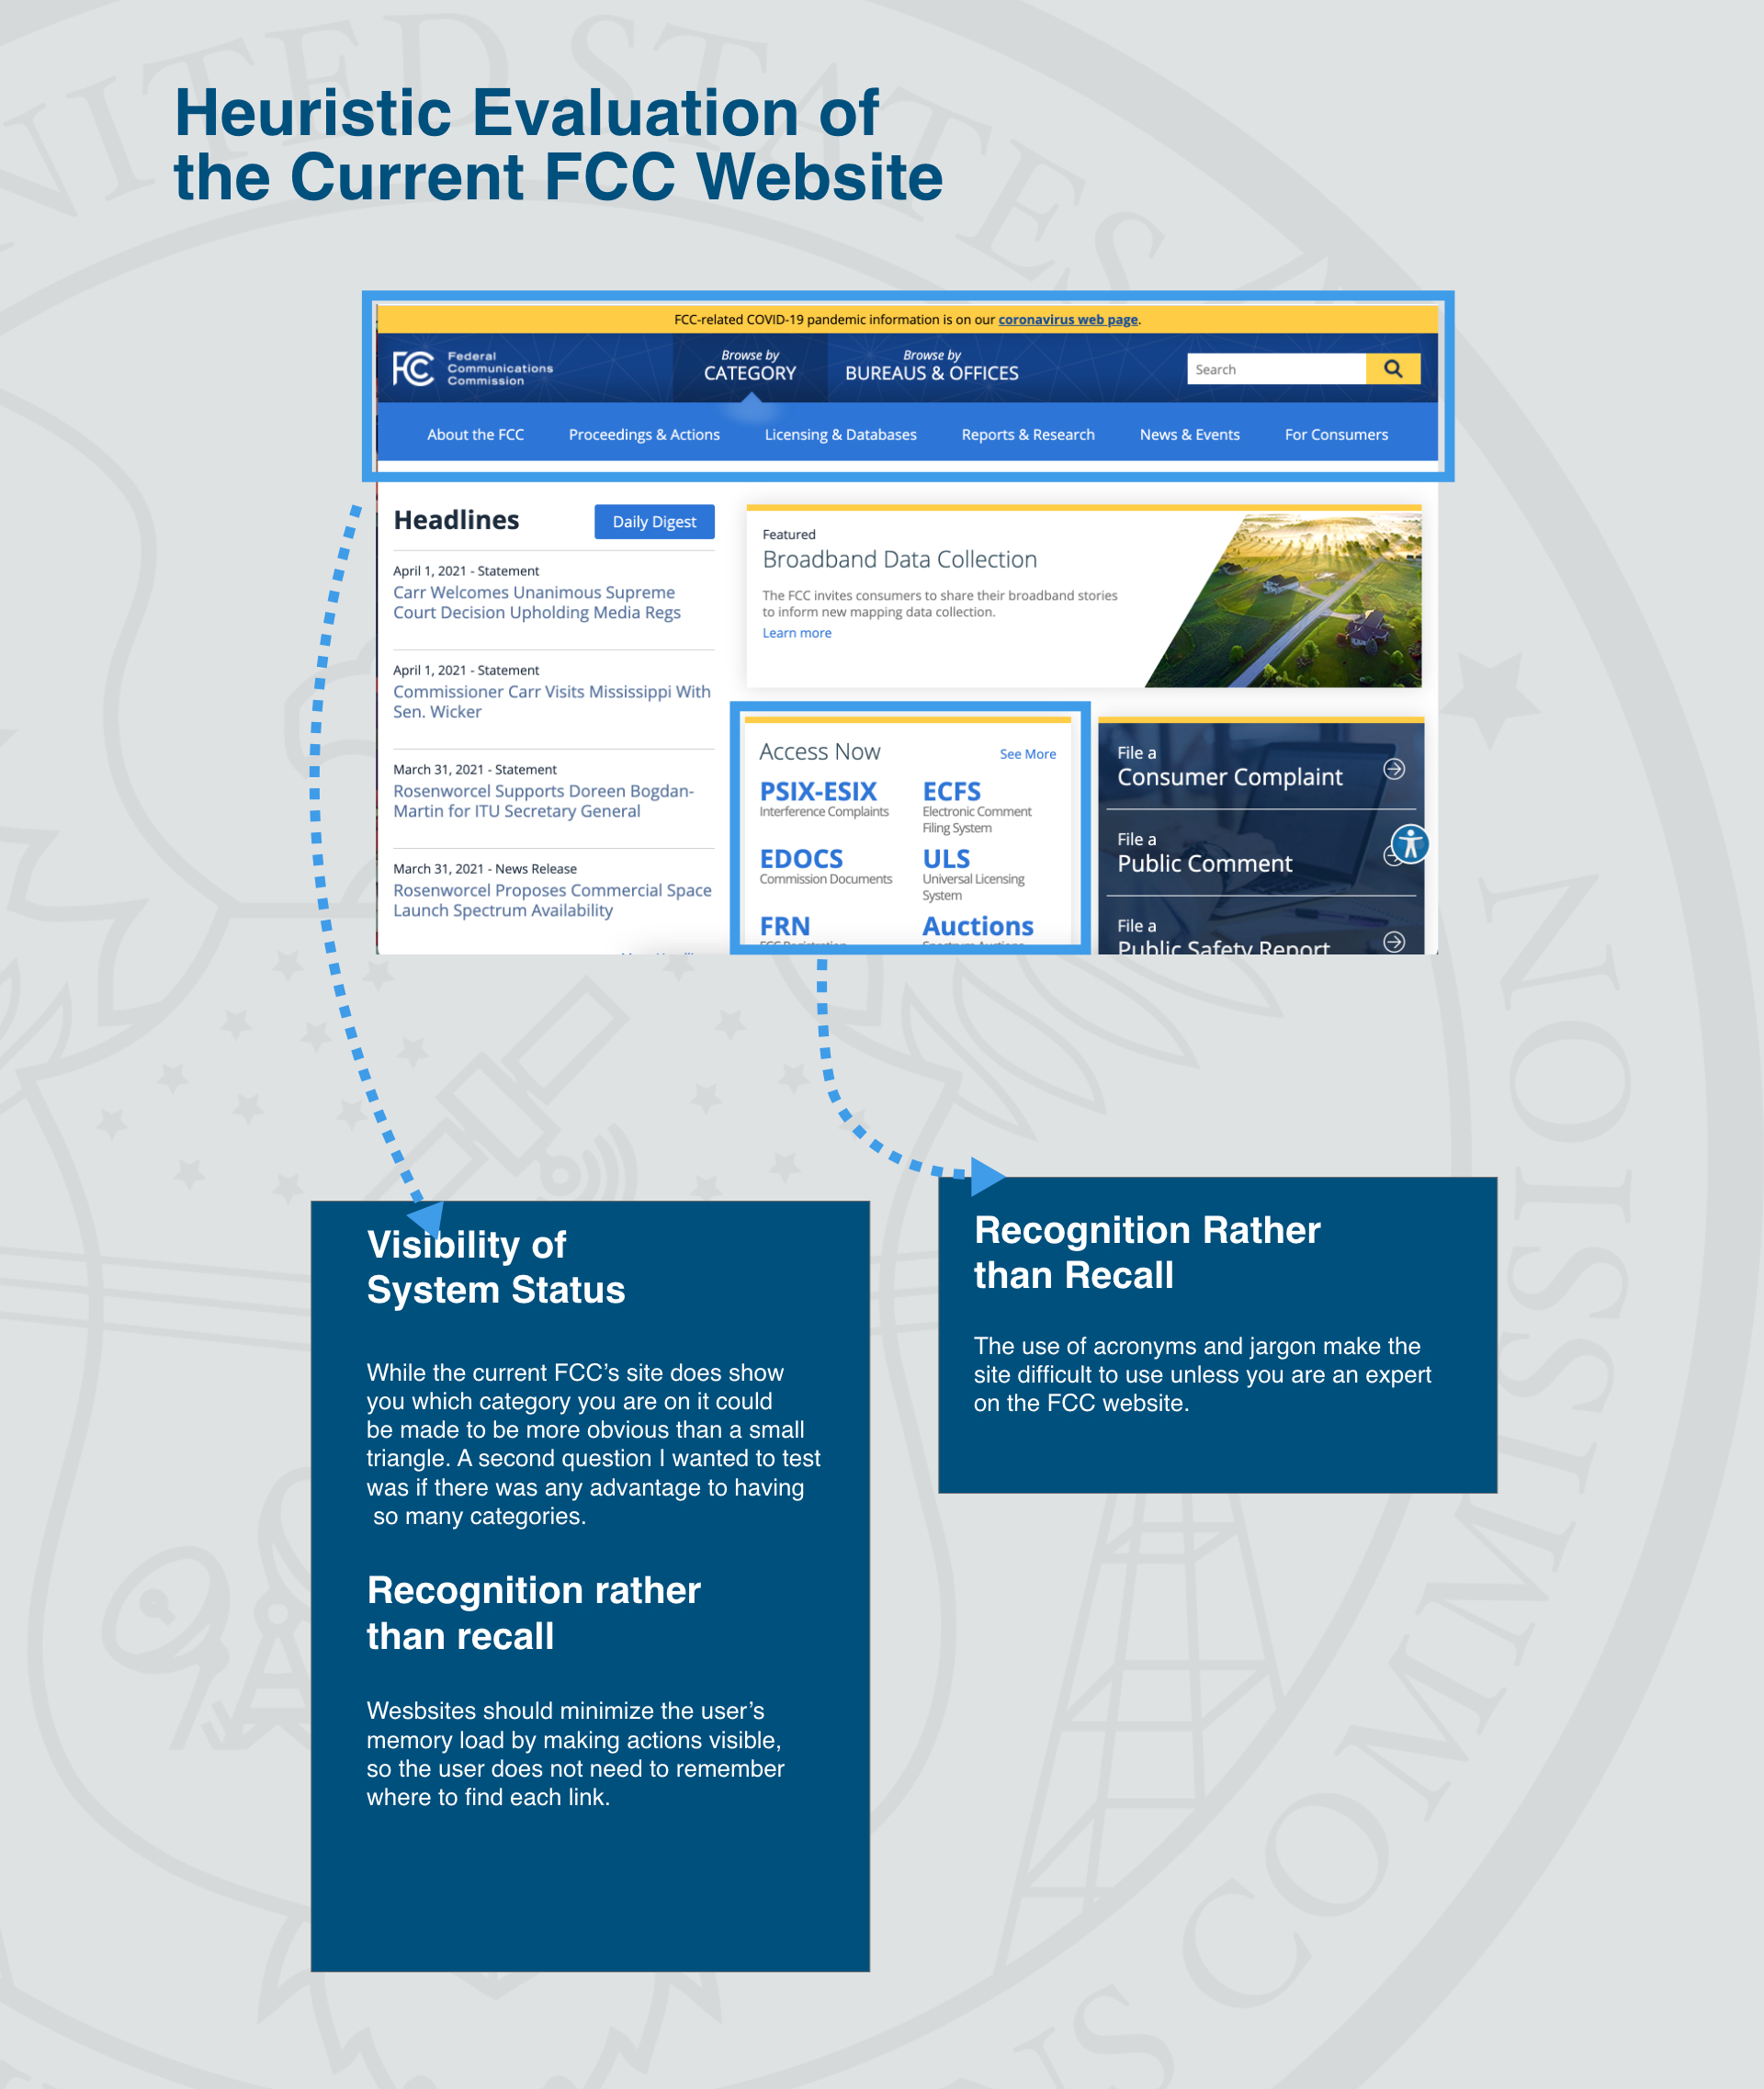 Heuristic Evaluation of
the Current FCC Website
FCC-related COVID-19 pandemic information is on our coronavirus web page.
FCC
Federal
Communications
Commission
Browse by
CATEGORY
Browse by
BUREAUS & OFFICES
Search
About the FCC
Proceedings & Actions
Licensing & Databases
Reports & Research
News & Events
For Consumers
Headlines
Daily Digest
April 1, 2021 - Statement
Carr Welcomes Unanimous Supreme
Court Decision Upholding Media Regs
April 1, 2021 - Statement
Commissioner Carr Visits Mississippi With
Sen. Wicker
March 31, 2021 - Statement
Rosenworcel Supports Doreen Bogdan-
Martin for ITU Secretary General
March 31, 2021 - News Release
Rosenworcel Proposes Commercial Space
Launch Spectrum Availability
Featured
Broadband Data Collection
The FCC invites consumers to share their broadband stories
to inform new mapping data collection.
Learn more
Access Now
See More
PSIX-ESIX
Interference Complaints
ECFS
Electronic Comment
Filing System
EDOCS
Commission Documents
ULS
Universal Licensing
System
FRN
Auctions
File a
Consumer Complaint
File a
Public Comment
File a
Public Safety Report
Visibility of
System Status
While the current FCC’s site does show
you which category you are on it could
be made to be more obvious than a small
triangle. A second question I wanted to test
was if there was any advantage to having
so many categories.
Recognition rather
than recall
Wesbsites should minimize the user’s
memory load by making actions visible,
so the user does not need to remember
where to find each link.
Recognition Rather
than Recall
The use of acronyms and jargon make the
site difficult to use unless you are an expert
on the FCC website.
UNITED STATES
COMMISSION